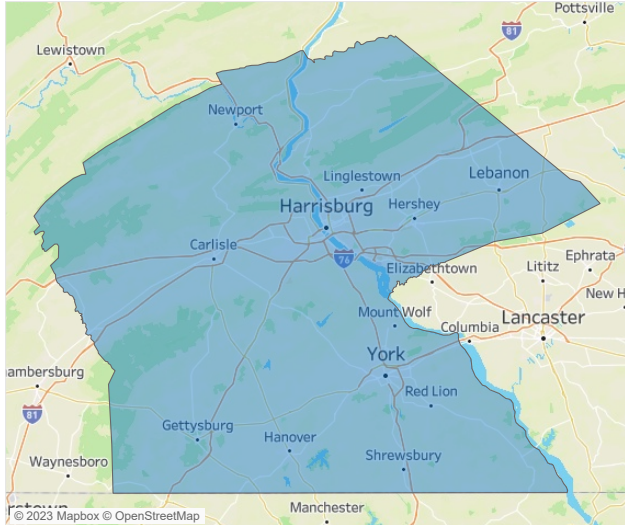 Pottsville
81
Lewistown
Newport
Linglestown
Lebanon
Harrisburg
Hershey
Carlisle
76
Elizabethtown
Ephrata
Lititz
New H
Mount Wolf
Lancaster
Columbia
York
ambersburg
Red Lion
81
Gettysburg
Hanover
Shrewsbury
Waynesboro
rstown
Manchester
© 2023 Mapbox © OpenStreetMap